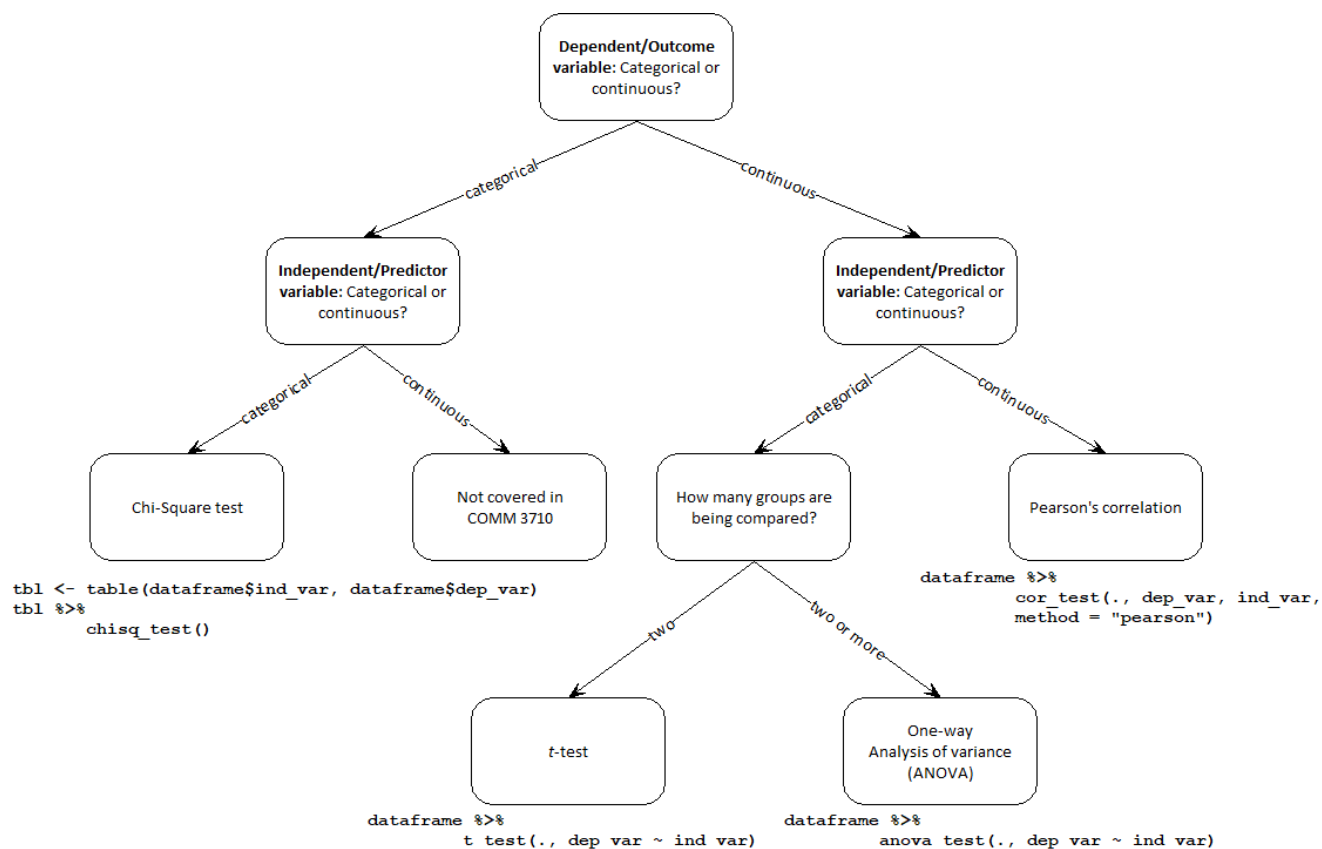 Dependent/Outcome
variable: Categorical or
continuous?
categorical
continuous
Independent/Predictor
variable: Categorical or
continuous?
Independent/Predictor
variable: Categorical or
continuous?
categorical
continuous
categorical
continuous
Chi-Square test
Not covered in
COMM 3710
How many groups are
being compared?
Pearson's correlation
tbl <- table(dataframe$ind_var, dataframe$dep_var)
tbl %>%
chisq_test()
dataframe %>%
cor_test(., dep_var, ind_var,
method = "pearson")
two
two or more
t-test
One-way
Analysis of variance
(ANOVA)
dataframe %>%
t test(., dep var ~ ind var)
dataframe %>%
anova test(., dep var ~ ind var)